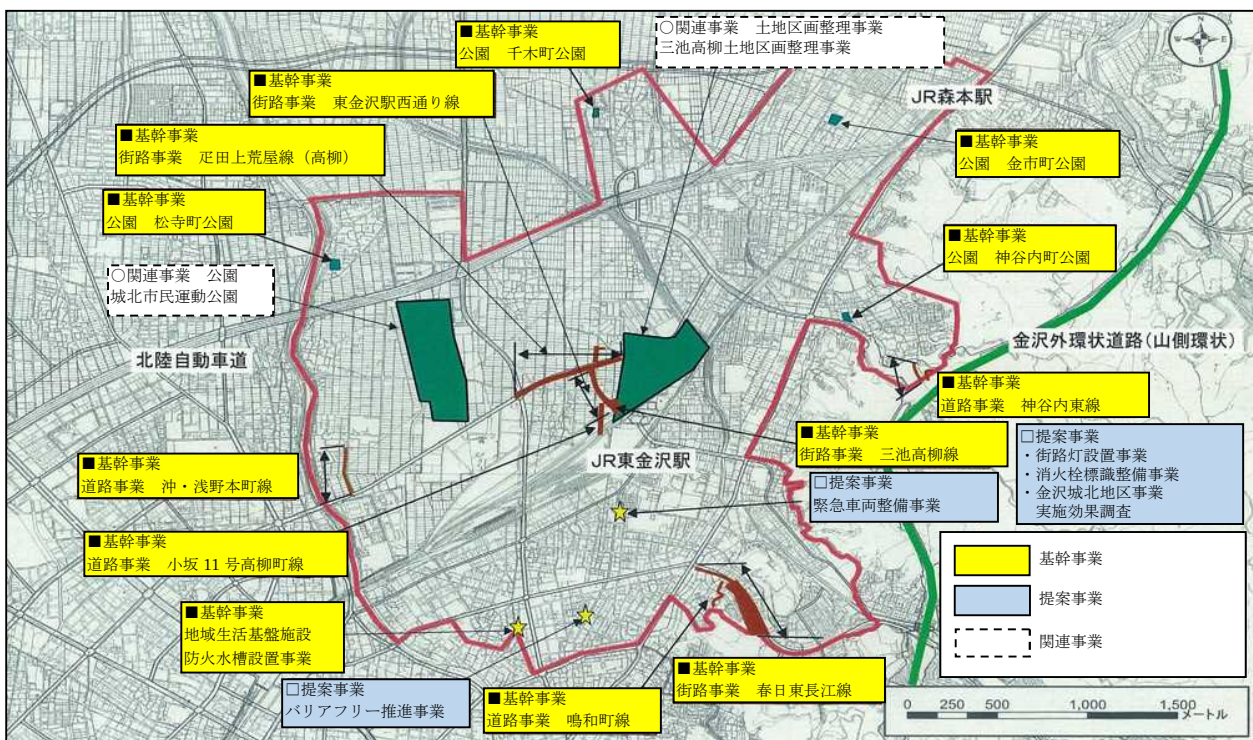 ■基幹事業
公園　千木町公園
○関連事業　土地区画整理事業
三池高柳土地区画整理事業
N
W
E
S
■基幹事業
街路事業　東金沢駅西通り線
JR森本駅
■基幹事業
街路事業　疋田上荒屋線（高柳）
■基幹事業
公園　金市町公園
■基幹事業
公園　松寺町公園
■基幹事業
公園　神谷内町公園
○関連事業　公園
城北市民運動公園
北陸自動車道
金沢外環状道路(山側環状)
■基幹事業
道路事業　神谷内東線
■基幹事業
街路事業　三池高柳線
□提案事業
・街路灯設置事業
・消火栓標識整備事業
・金沢城北地区事業
実施効果調査
■基幹事業
道路事業　沖・浅野本町線
JR東金沢駅
□提案事業
緊急車両整備事業
■基幹事業
道路事業　小坂 11 号高柳町線
基幹事業
提案事業
関連事業
■基幹事業
地域生活基盤施設
防火水槽設置事業
■基幹事業
街路事業　春日東長江線
□提案事業
バリアフリー推進事業
■基幹事業
道路事業　鳴和町線
0 250 500 1,000 1,500
メートル